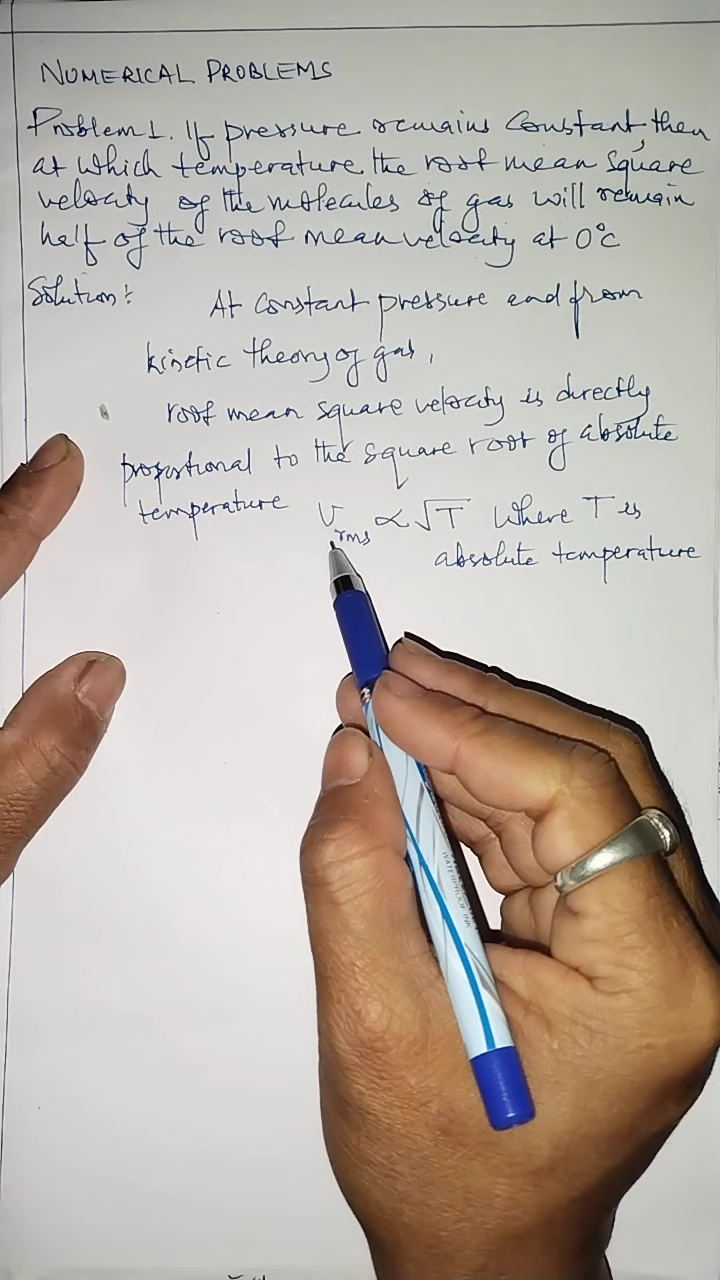 NUMERICAL PROBLEMS
Problem 1. If pressure remains constant, then
at which temperature the root mean square
velocity of the molecules of gas will remain
half of the root mean velocity at 0°C
Solution: At constant pressure and from
kinetic theory of gas,
root mean square velocity is directly
proportional to the square root of absolute
temperature Vrms ∝ √T Where T is
absolute temperature
WATERPROOF INK